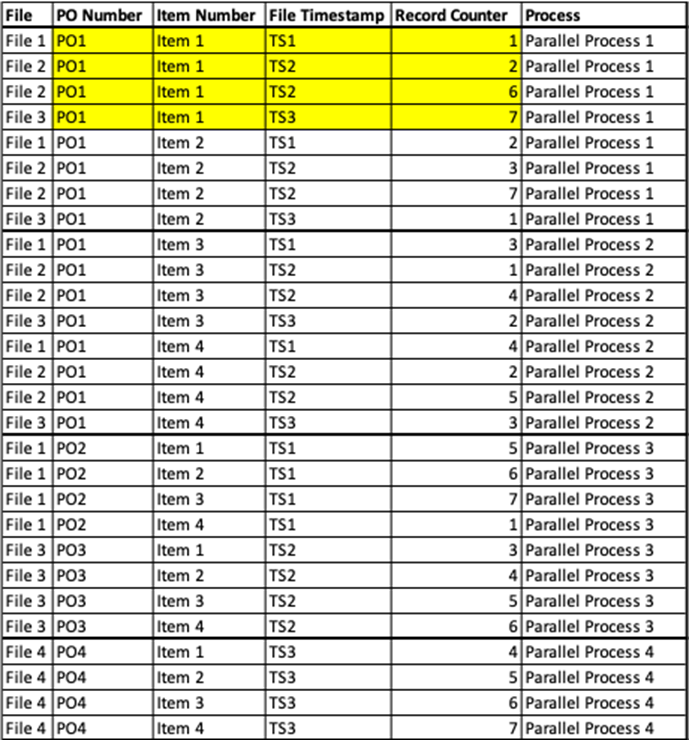 File PO Number Item Number File Timestamp Record Counter Process
File 1 PO1 Item 1 TS1 1 Parallel Process 1
File 2 PO1 Item 1 TS2 2 Parallel Process 1
File 2 PO1 Item 1 TS2 6 Parallel Process 1
File 3 PO1 Item 1 TS3 7 Parallel Process 1
File 1 PO1 Item 2 TS1 2 Parallel Process 1
File 2 PO1 Item 2 TS2 3 Parallel Process 1
File 2 PO1 Item 2 TS2 7 Parallel Process 1
File 3 PO1 Item 2 TS3 1 Parallel Process 1
File 1 PO1 Item 3 TS1 3 Parallel Process 2
File 2 PO1 Item 3 TS2 1 Parallel Process 2
File 2 PO1 Item 3 TS2 4 Parallel Process 2
File 3 PO1 Item 3 TS3 2 Parallel Process 2
File 1 PO1 Item 4 TS1 4 Parallel Process 2
File 2 PO1 Item 4 TS2 2 Parallel Process 2
File 2 PO1 Item 4 TS2 5 Parallel Process 2
File 3 PO1 Item 4 TS3 3 Parallel Process 2
File 1 PO2 Item 1 TS1 5 Parallel Process 3
File 1 PO2 Item 2 TS1 6 Parallel Process 3
File 1 PO2 Item 3 TS1 7 Parallel Process 3
File 1 PO2 Item 4 TS1 1 Parallel Process 3
File 3 PO3 Item 1 TS2 3 Parallel Process 3
File 3 PO3 Item 2 TS2 4 Parallel Process 3
File 3 PO3 Item 3 TS2 5 Parallel Process 3
File 3 PO3 Item 4 TS2 6 Parallel Process 3
File 4 PO4 Item 1 TS3 4 Parallel Process 4
File 4 PO4 Item 2 TS3 5 Parallel Process 4
File 4 PO4 Item 3 TS3 6 Parallel Process 4
File 4 PO4 Item 4 TS3 7 Parallel Process 4